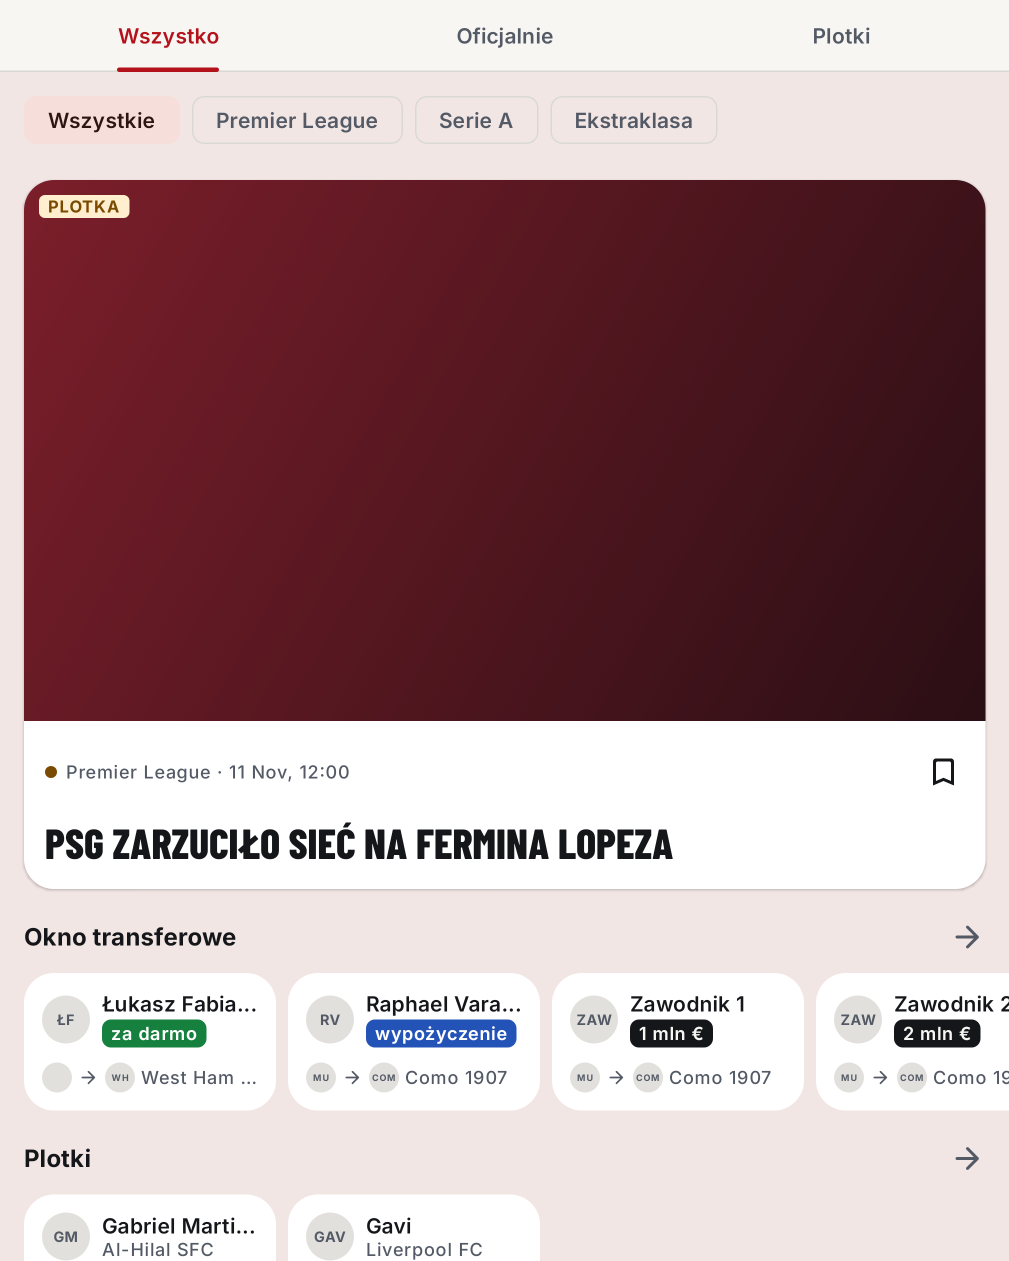 Wszystko Oficjalnie Plotki
Wszystkie Premier League Serie A Ekstraklasa
PLOTKA
Premier League · 11 Nov, 12:00
PSG ZARZUCIŁO SIEĆ NA FERMINA LOPEZA
Okno transferowe
ŁF Łukasz Fabia...
za darmo
WH West Ham ...
RV Raphael Vara...
wypożyczenie
MU COM Como 1907
ZAW Zawodnik 1
1 mln €
MU COM Como 1907
ZAW Zawodnik 2
2 mln €
MU COM Como 19
Plotki
GM Gabriel Marti...
Al-Hilal SFC
GAV Gavi
Liverpool FC